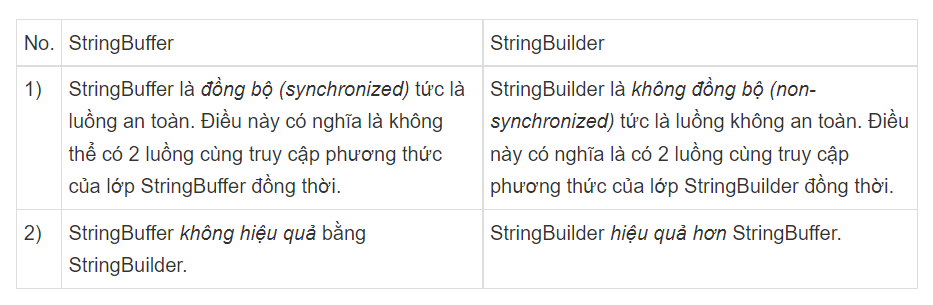 No. StringBuffer StringBuilder
1) StringBuffer là đồng bộ (synchronized) tức là
luồng an toàn. Điều này có nghĩa là không
thể có 2 luồng cùng truy cập phương thức
của lớp StringBuffer đồng thời.
StringBuilder là không đồng bộ (non-
synchronized) tức là luồng không an toàn. Điều
này có nghĩa là có 2 luồng cùng truy cập
phương thức của lớp StringBuilder đồng thời.
2) StringBuffer không hiệu quả bằng
StringBuilder.
StringBuilder hiệu quả hơn StringBuffer.